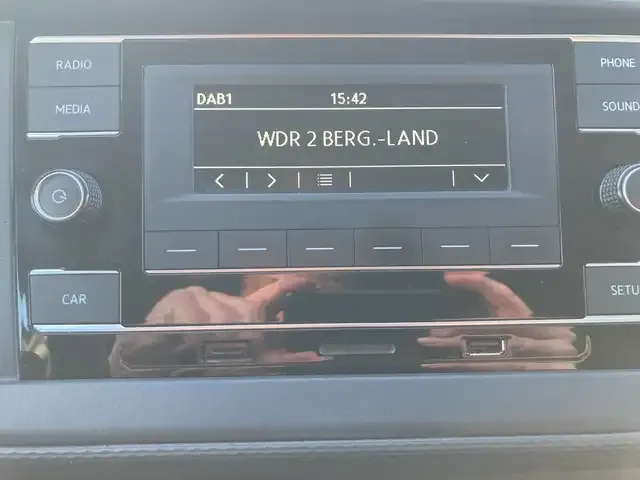 RADIO
MEDIA
CAR
DAB1 15:42
WDR 2 BERG.-LAND
PHONE
SOUND
SETU